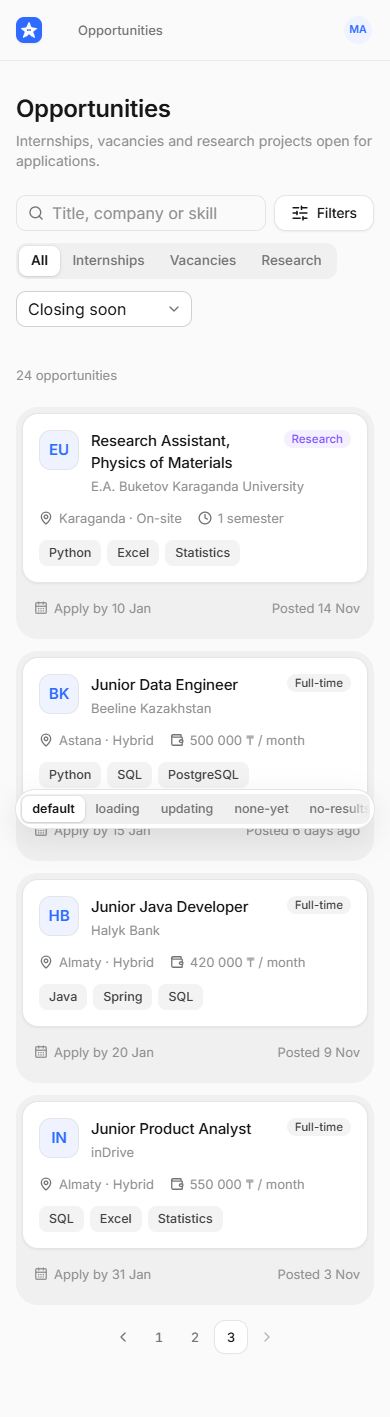 Opportunities
MA
Opportunities
Internships, vacancies and research projects open for
applications.
Title, company or skill
Filters
All Internships Vacancies Research
Closing soon
24 opportunities
EU
Research Assistant,
Physics of Materials
Research
E.A. Buketov Karaganda University
Karaganda · On-site 1 semester
Python Excel Statistics
Apply by 10 Jan Posted 14 Nov
BK
Junior Data Engineer Full-time
Beeline Kazakhstan
Astana · Hybrid 500 000 ₸ / month
Python SQL PostgreSQL
default loading updating none-yet no-results
Apply by 15 Jan Posted 6 days ago
HB
Junior Java Developer Full-time
Halyk Bank
Almaty · Hybrid 420 000 ₸ / month
Java Spring SQL
Apply by 20 Jan Posted 9 Nov
IN
Junior Product Analyst Full-time
inDrive
Almaty · Hybrid 550 000 ₸ / month
SQL Excel Statistics
Apply by 31 Jan Posted 3 Nov
1 2 3